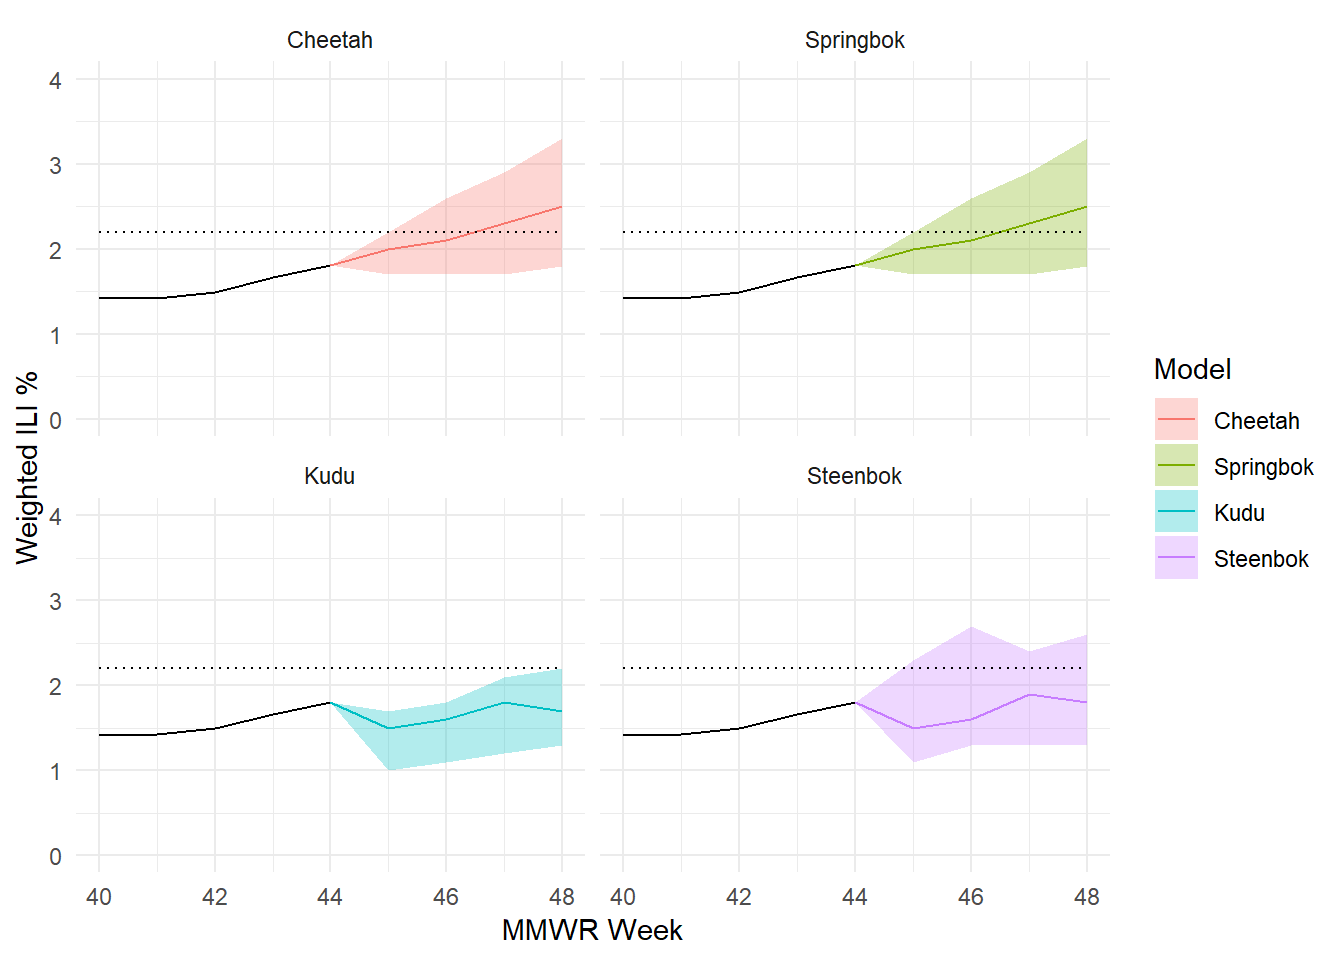 Cheetah
Springbok
4
3
2
1
0
Kudu
Steenbok
4
3
2
1
0
40 42 44 46 48
40 42 44 46 48
MMWR Week
Weighted ILI %
Model
Cheetah
Springbok
Kudu
Steenbok